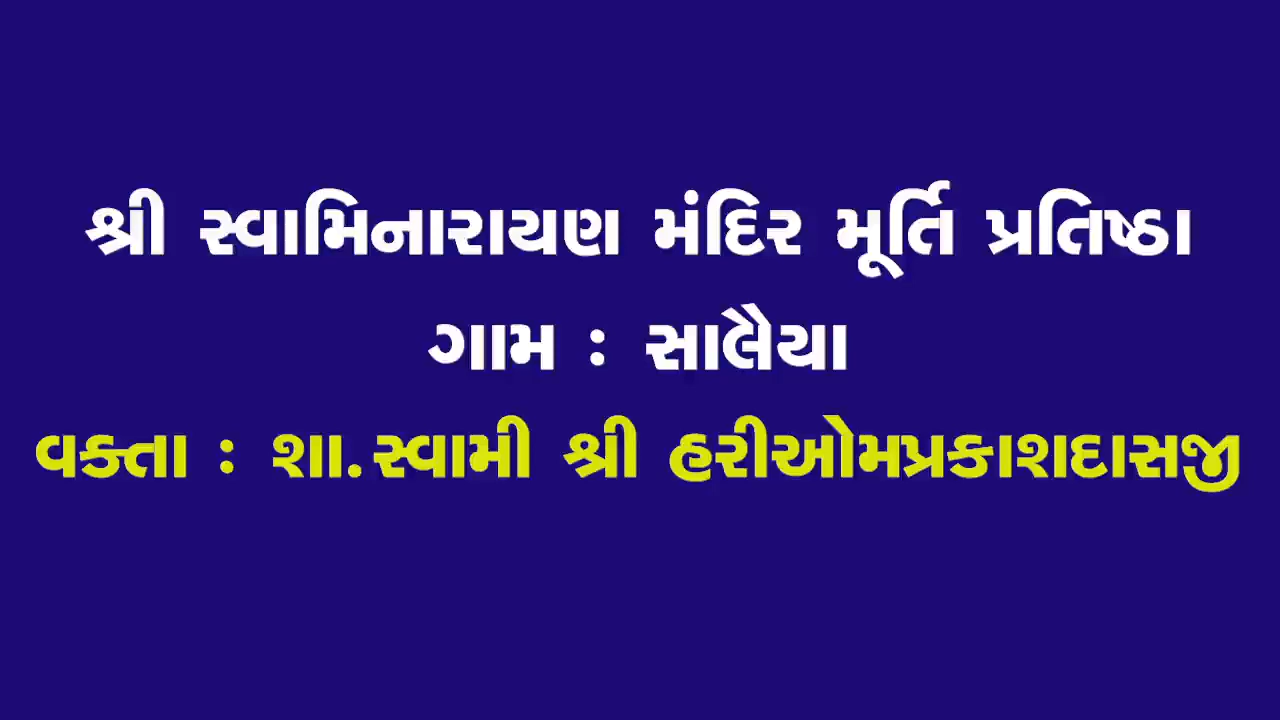 શ્રી સ્વામિનારાયણ મંદિર મૂર્તિ પ્રતિષ્ઠા
ગામ : સાલૈયા
વક્તા : શા.સ્વામી શ્રી હરીઓમપ્રકાશદાસજી